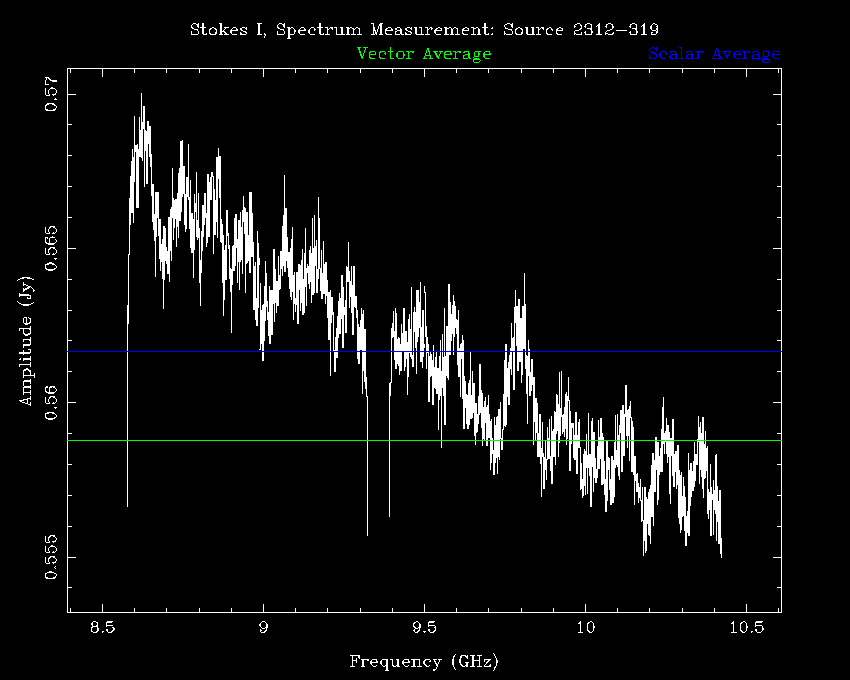 Stokes I, Spectrum Measurement: Source 2312-319
Vector Average Scalar Average
0.57
0.565
0.56
0.555
Amplitude (Jy)
8.5 9 9.5 10 10.5
Frequency (GHz)